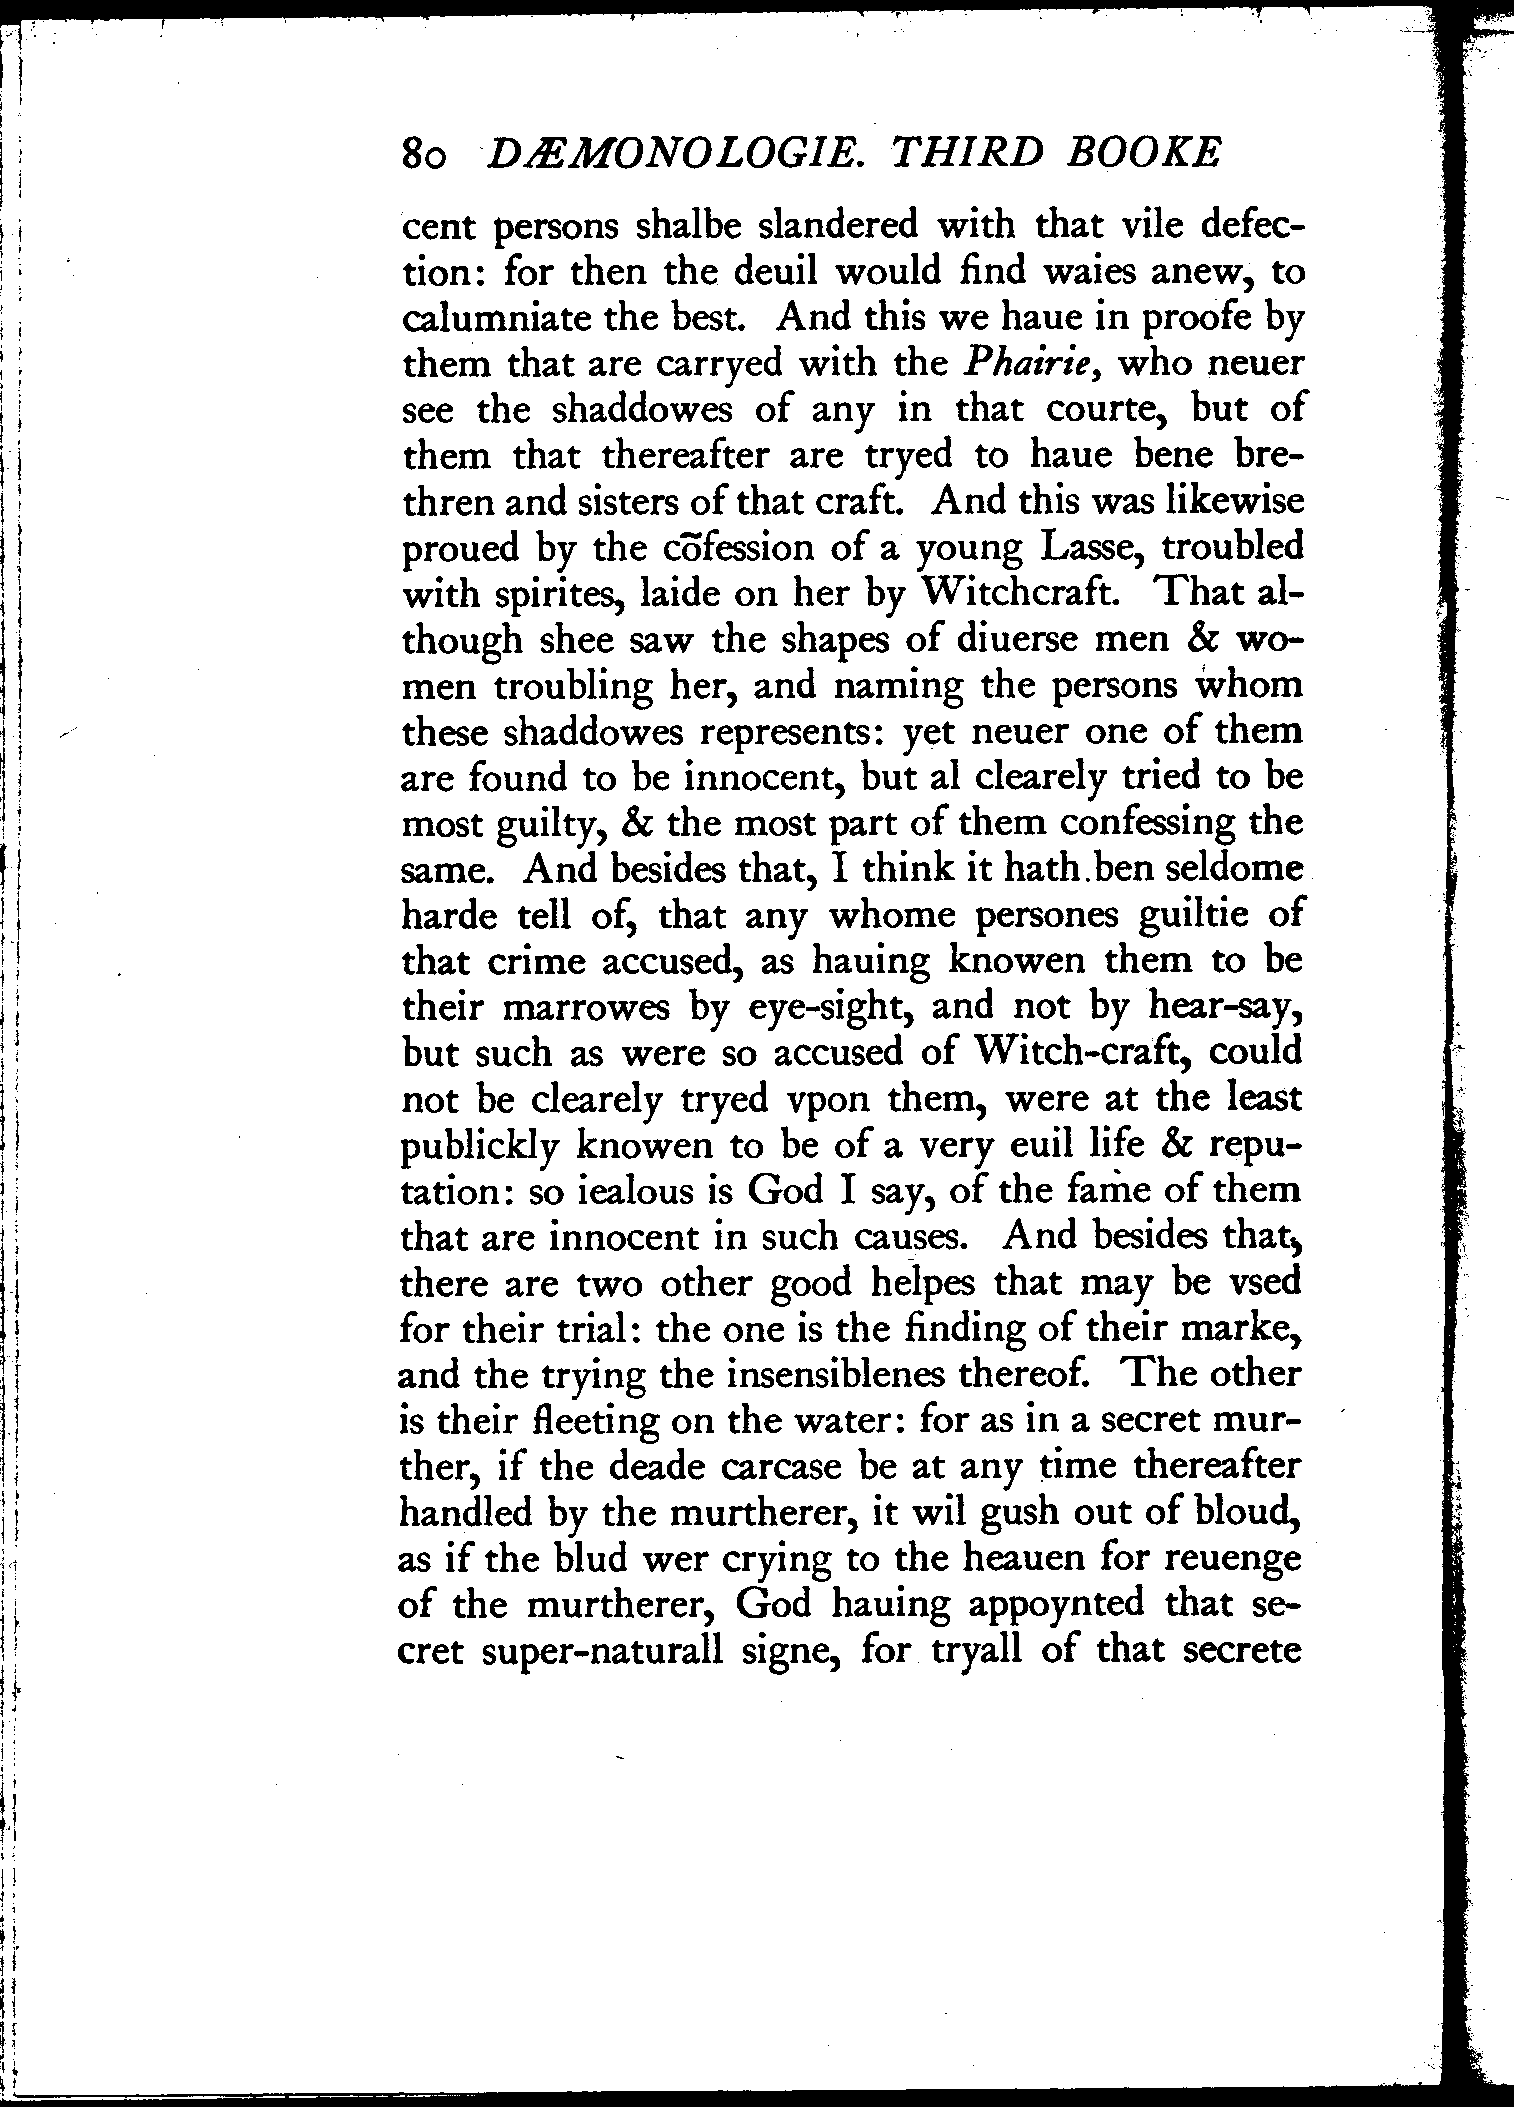 80 DÆMONOLOGIE. THIRD BOOKE
cent persons shalbe slandered with that vile defec-
tion: for then the deuil would find waies anew, to
calumniate the best. And this we haue in proofe by
them that are carryed with the Phairie, who neuer
see the shaddowes of any in that courte, but of
them that thereafter are tryed to haue bene bre-
thren and sisters of that craft. And this was likewise
proued by the cõfession of a young Lasse, troubled
with spirites, laide on her by Witchcraft. That al-
though shee saw the shapes of diuerse men & wo-
men troubling her, and naming the persons whom
these shaddowes represents: yet neuer one of them
are found to be innocent, but al clearely tried to be
most guilty, & the most part of them confessing the
same. And besides that, I think it hath ben seldome
harde tell of, that any whome persones guiltie of
that crime accused, as hauing knowen them to be
their marrowes by eye-sight, and not by hear-say,
but such as were so accused of Witch-craft, could
not be clearely tryed vpon them, were at the least
publickly knowen to be of a very euil life & repu-
tation: so iealous is God I say, of the fame of them
that are innocent in such causes. And besides that,
there are two other good helpes that may be vsed
for their trial: the one is the finding of their marke,
and the trying the insensiblenes thereof. The other
is their fleeting on the water: for as in a secret mur-
ther, if the deade carcase be at any time thereafter
handled by the murtherer, it wil gush out of bloud,
as if the blud wer crying to the heauen for reuenge
of the murtherer, God hauing appoynted that se-
cret super-naturall signe, for tryall of that secrete